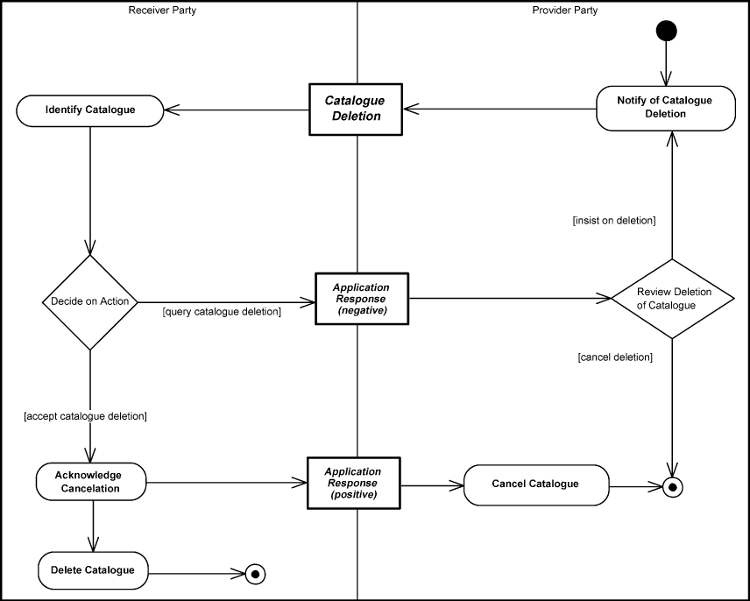 Receiver Party
Provider Party
Identify Catalogue
Catalogue
Deletion
Notify of Catalogue
Deletion
[insist on deletion]
Decide on Action
[query catalogue deletion]
Application
Response
(negative)
Review Deletion
of Catalogue
[cancel deletion]
[accept catalogue deletion]
Acknowledge
Cancelation
Application
Response
(positive)
Cancel Catalogue
Delete Catalogue